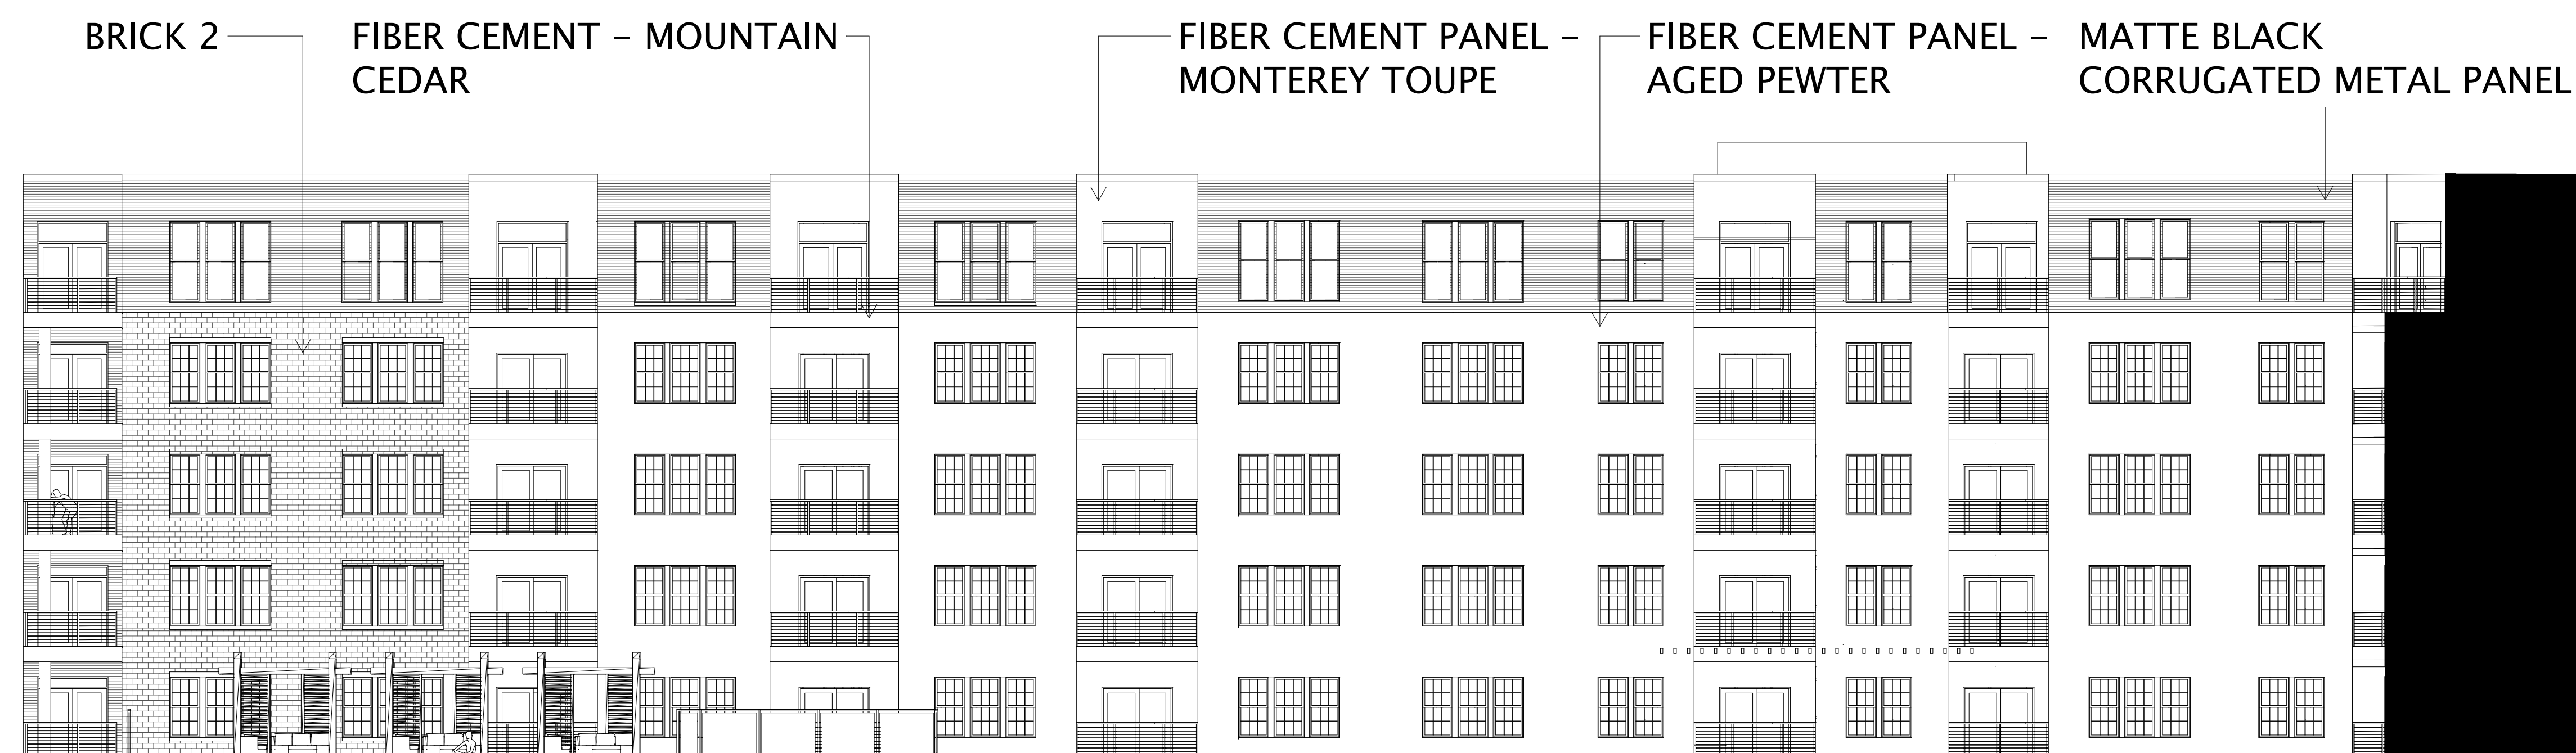 BRICK 2
FIBER CEMENT – MOUNTAIN
CEDAR
FIBER CEMENT PANEL –
MONTEREY TOUPE
FIBER CEMENT PANEL –
AGED PEWTER
MATTE BLACK
CORRUGATED METAL PANEL